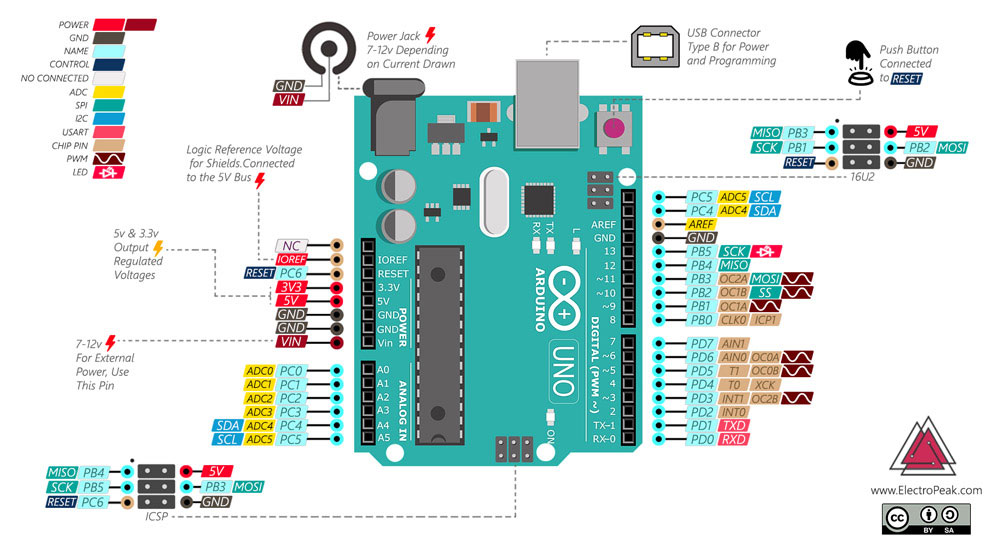 POWER
GND
NAME
CONTROL
NO CONNECTED
ADC
SPI
I2C
USART
CHIP PIN
PWM
LED
GND
VIN
Power Jack
7-12v Depending
on Current Drawn
USB Connector
Type B for Power
and Programming
Push Button
Connected
to RESET
MISO PB3 5V
SCK PB1 PB2 MOSI
RESET GND
16U2
Logic Reference Voltage
for Shields.Connected
to the 5V Bus
5v & 3.3v
Output
Regulated
Voltages
7-12v
For External
Power, Use
This Pin
NC
IOREF IOREF
RESET PC6 RESET
3V3 3.3V
5V 5V
GND GND
GND GND
VIN Vin
POWER
ADC0 PC0 A0
ADC1 PC1 A1
ADC2 PC2 A2
ADC3 PC3 A3
SDA ADC4 PC4 A4
SCL ADC5 PC5 A5
ANALOG IN
RX
TX
L
ARDUINO
UNO
ON
DIGITAL (PWM ~)
PC5 ADC5 SCL
PC4 ADC4 SDA
AREF AREF
GND GND
13 PB5 SCK
12 PB4 MISO
~11 PB3 OC2A MOSI
~10 PB2 OC1B SS
~9 PB1 OC1A
8 PB0 CLK0 ICP1
7 PD7 AIN1
~6 PD6 AIN0 OC0A
~5 PD5 T1 OC0B
~4 PD4 T0 XCK
~3 PD3 INT1 OC2B
2 PD2 INT0
TX-1 PD1 TXD
RX-0 PD0 RXD
MISO PB4 5V
SCK PB5 PB3 MOSI
RESET PC6 GND
ICSP
www.ElectroPeak.com
cc
BY SA